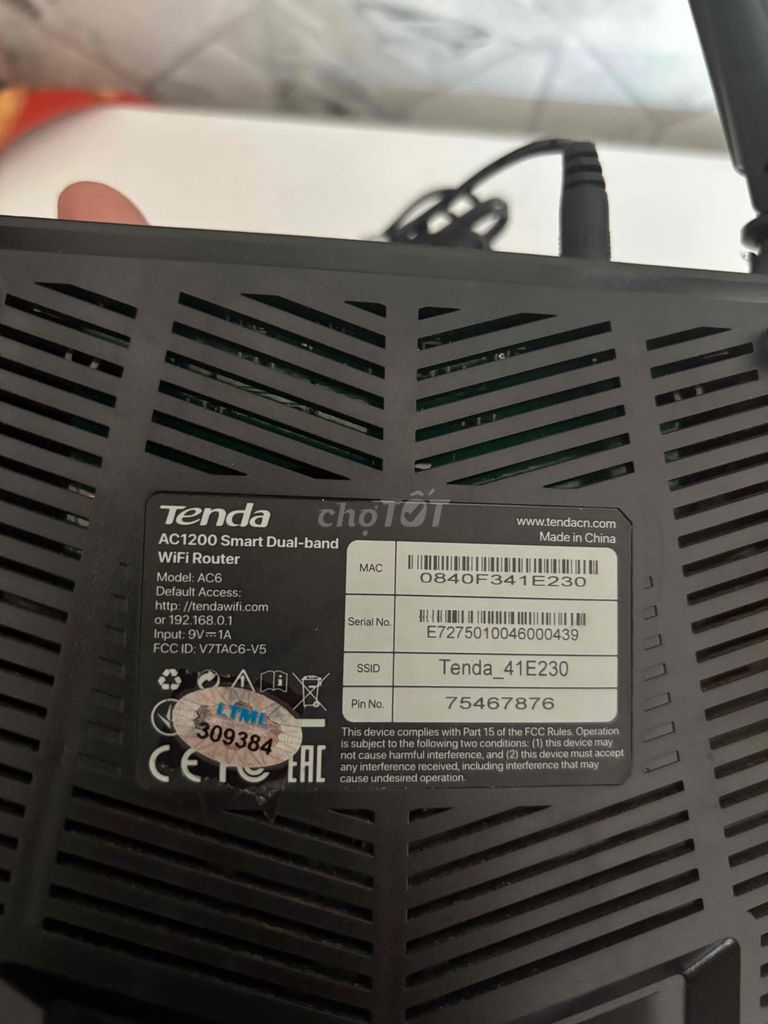 Tenda
chợTỐT
www.tendacn.com
Made in China
AC1200 Smart Dual-band
WiFi Router
Model: AC6
Default Access:
http: //tendawifi.com
or 192.168.0.1
Input: 9V⎓1A
FCC ID: V7TAC6-V5
MAC
0840F341E230
Serial No.
E7275010046000439
SSID
Tenda_41E230
Pin No.
75467876
LTML
309384
CE FC EAC
This device complies with Part 15 of the FCC Rules. Operation
is subject to the following two conditions: (1) this device may
not cause harmful interference, and (2) this device must accept
any interference received, including interference that may
cause undesired operation.